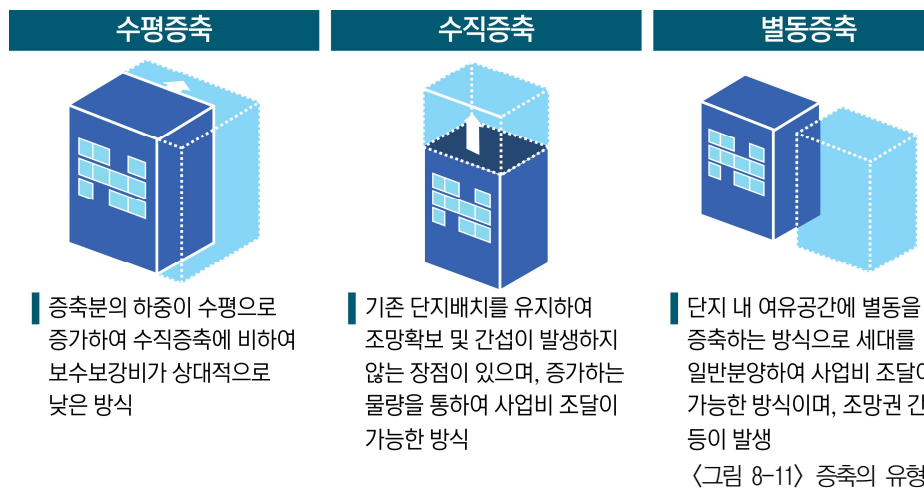 수평증축
수직증축
별동증축
증축분의 하중이 수평으로
증가하여 수직증축에 비하여
보수보강비가 상대적으로
낮은 방식
기존 단지배치를 유지하여
조망확보 및 간섭이 발생하지
않는 장점이 있으며, 증가하는
물량을 통하여 사업비 조달이
가능한 방식
단지 내 여유공간에 별동을
증축하는 방식으로 세대를
일반분양하여 사업비
가능한 방식이며, 조망권
등이 발생
〈그림 8-11〉 증축의 유형